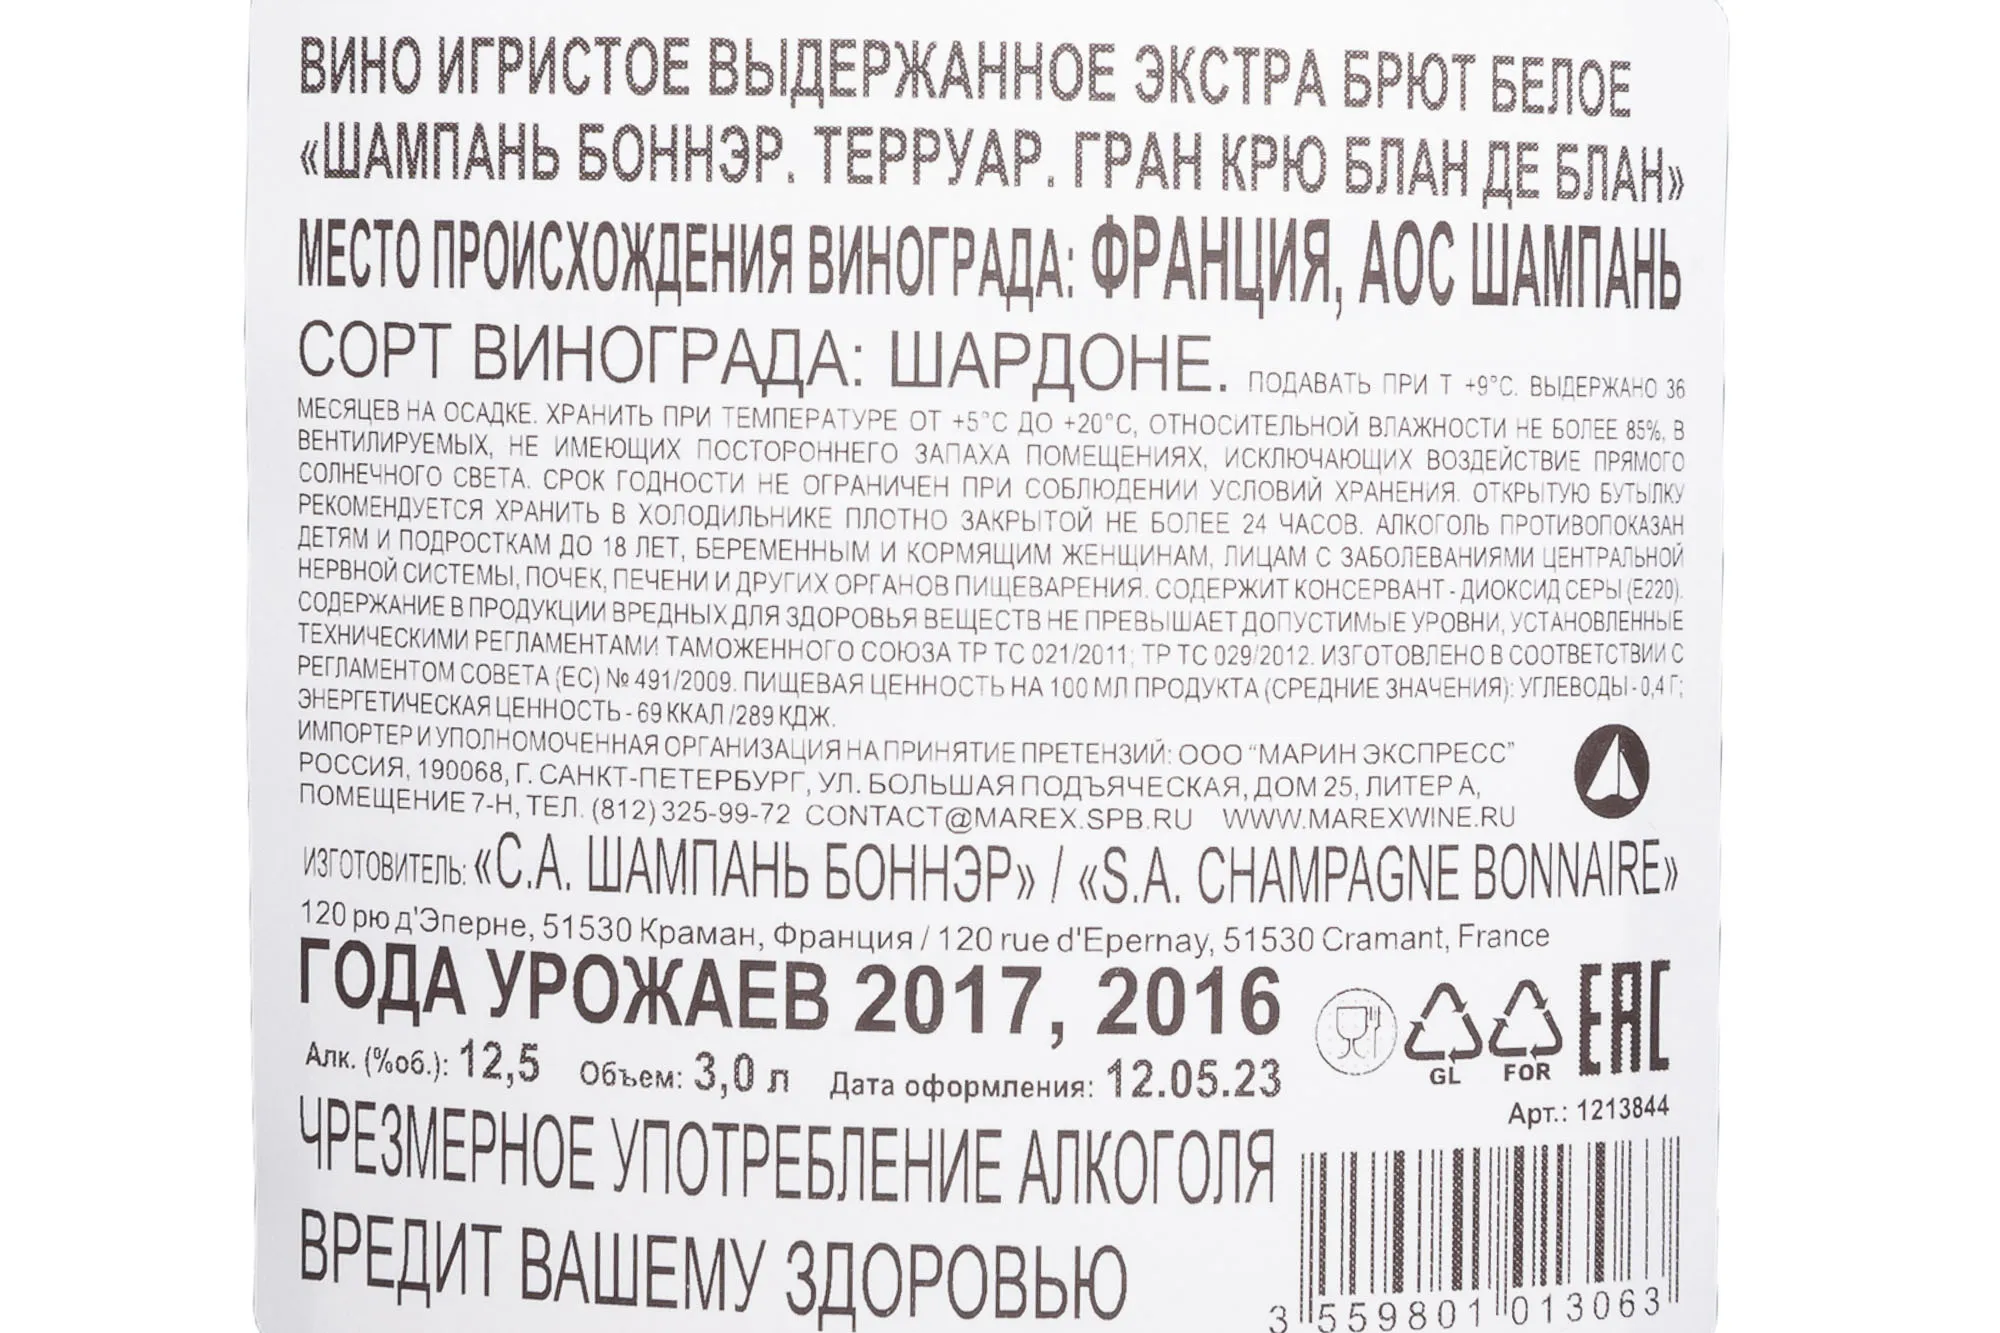 ВИНО ИГРИСТОЕ ВЫДЕРЖАННОЕ ЭКСТРА БРЮТ БЕЛОЕ
«ШАМПАНЬ БОННЭР. ТЕРРУАР. ГРАН КРЮ БЛАН ДЕ БЛАН»
МЕСТО ПРОИСХОЖДЕНИЯ ВИНОГРАДА: ФРАНЦИЯ, АОС ШАМПАНЬ
СОРТ ВИНОГРАДА: ШАРДОНЕ. ПОДАВАТЬ ПРИ Т +9°С. ВЫДЕРЖАНО 36
МЕСЯЦЕВ НА ОСАДКЕ. ХРАНИТЬ ПРИ ТЕМПЕРАТУРЕ ОТ +5°С ДО +20°С, ОТНОСИТЕЛЬНОЙ ВЛАЖНОСТИ НЕ БОЛЕЕ 85%, В
ВЕНТИЛИРУЕМЫХ, НЕ ИМЕЮЩИХ ПОСТОРОННЕГО ЗАПАХА ПОМЕЩЕНИЯХ, ИСКЛЮЧАЮЩИХ ВОЗДЕЙСТВИЕ ПРЯМОГО
СОЛНЕЧНОГО СВЕТА. СРОК ГОДНОСТИ НЕ ОГРАНИЧЕН ПРИ СОБЛЮДЕНИИ УСЛОВИЙ ХРАНЕНИЯ. ОТКРЫТУЮ БУТЫЛКУ
РЕКОМЕНДУЕТСЯ ХРАНИТЬ В ХОЛОДИЛЬНИКЕ ПЛОТНО ЗАКРЫТОЙ НЕ БОЛЕЕ 24 ЧАСОВ. АЛКОГОЛЬ ПРОТИВОПОКАЗАН
ДЕТЯМ И ПОДРОСТКАМ ДО 18 ЛЕТ, БЕРЕМЕННЫМ И КОРМЯЩИМ ЖЕНЩИНАМ, ЛИЦАМ С ЗАБОЛЕВАНИЯМИ ЦЕНТРАЛЬНОЙ
НЕРВНОЙ СИСТЕМЫ, ПОЧЕК, ПЕЧЕНИ И ДРУГИХ ОРГАНОВ ПИЩЕВАРЕНИЯ. СОДЕРЖИТ КОНСЕРВАНТ - ДИОКСИД СЕРЫ (Е220).
СОДЕРЖАНИЕ В ПРОДУКЦИИ ВРЕДНЫХ ДЛЯ ЗДОРОВЬЯ ВЕЩЕСТВ НЕ ПРЕВЫШАЕТ ДОПУСТИМЫЕ УРОВНИ, УСТАНОВЛЕННЫЕ
ТЕХНИЧЕСКИМИ РЕГЛАМЕНТАМИ ТАМОЖЕННОГО СОЮЗА ТР ТС 021/2011; ТР ТС 029/2012. ИЗГОТОВЛЕНО В СООТВЕТСТВИИ С
РЕГЛАМЕНТОМ СОВЕТА (ЕС) № 491/2009. ПИЩЕВАЯ ЦЕННОСТЬ НА 100 МЛ ПРОДУКТА (СРЕДНИЕ ЗНАЧЕНИЯ): УГЛЕВОДЫ - 0,4 Г;
ЭНЕРГЕТИЧЕСКАЯ ЦЕННОСТЬ - 69 ККАЛ /289 КДЖ.
ИМПОРТЕР И УПОЛНОМОЧЕННАЯ ОРГАНИЗАЦИЯ НА ПРИНЯТИЕ ПРЕТЕНЗИЙ: ООО "МАРИН ЭКСПРЕСС"
РОССИЯ, 190068, Г. САНКТ-ПЕТЕРБУРГ, УЛ. БОЛЬШАЯ ПОДЪЯЧЕСКАЯ, ДОМ 25, ЛИТЕР А,
ПОМЕЩЕНИЕ 7-Н, ТЕЛ. (812) 325-99-72 CONTACT@MAREX.SPB.RU WWW.MAREXWINE.RU
ИЗГОТОВИТЕЛЬ: «С.А. ШАМПАНЬ БОННЭР» / «S.A. CHAMPAGNE BONNAIRE»
120 рю д'Эперне, 51530 Краман, Франция / 120 rue d'Epernay, 51530 Cramant, France
ГОДА УРОЖАЕВ 2017, 2016
Алк. (%об.): 12,5 Объем: 3,0 л Дата оформления: 12.05.23
GL FOR ЕАС
Арт.: 1213844
ЧРЕЗМЕРНОЕ УПОТРЕБЛЕНИЕ АЛКОГОЛЯ
ВРЕДИТ ВАШЕМУ ЗДОРОВЬЮ
3 559801 013063